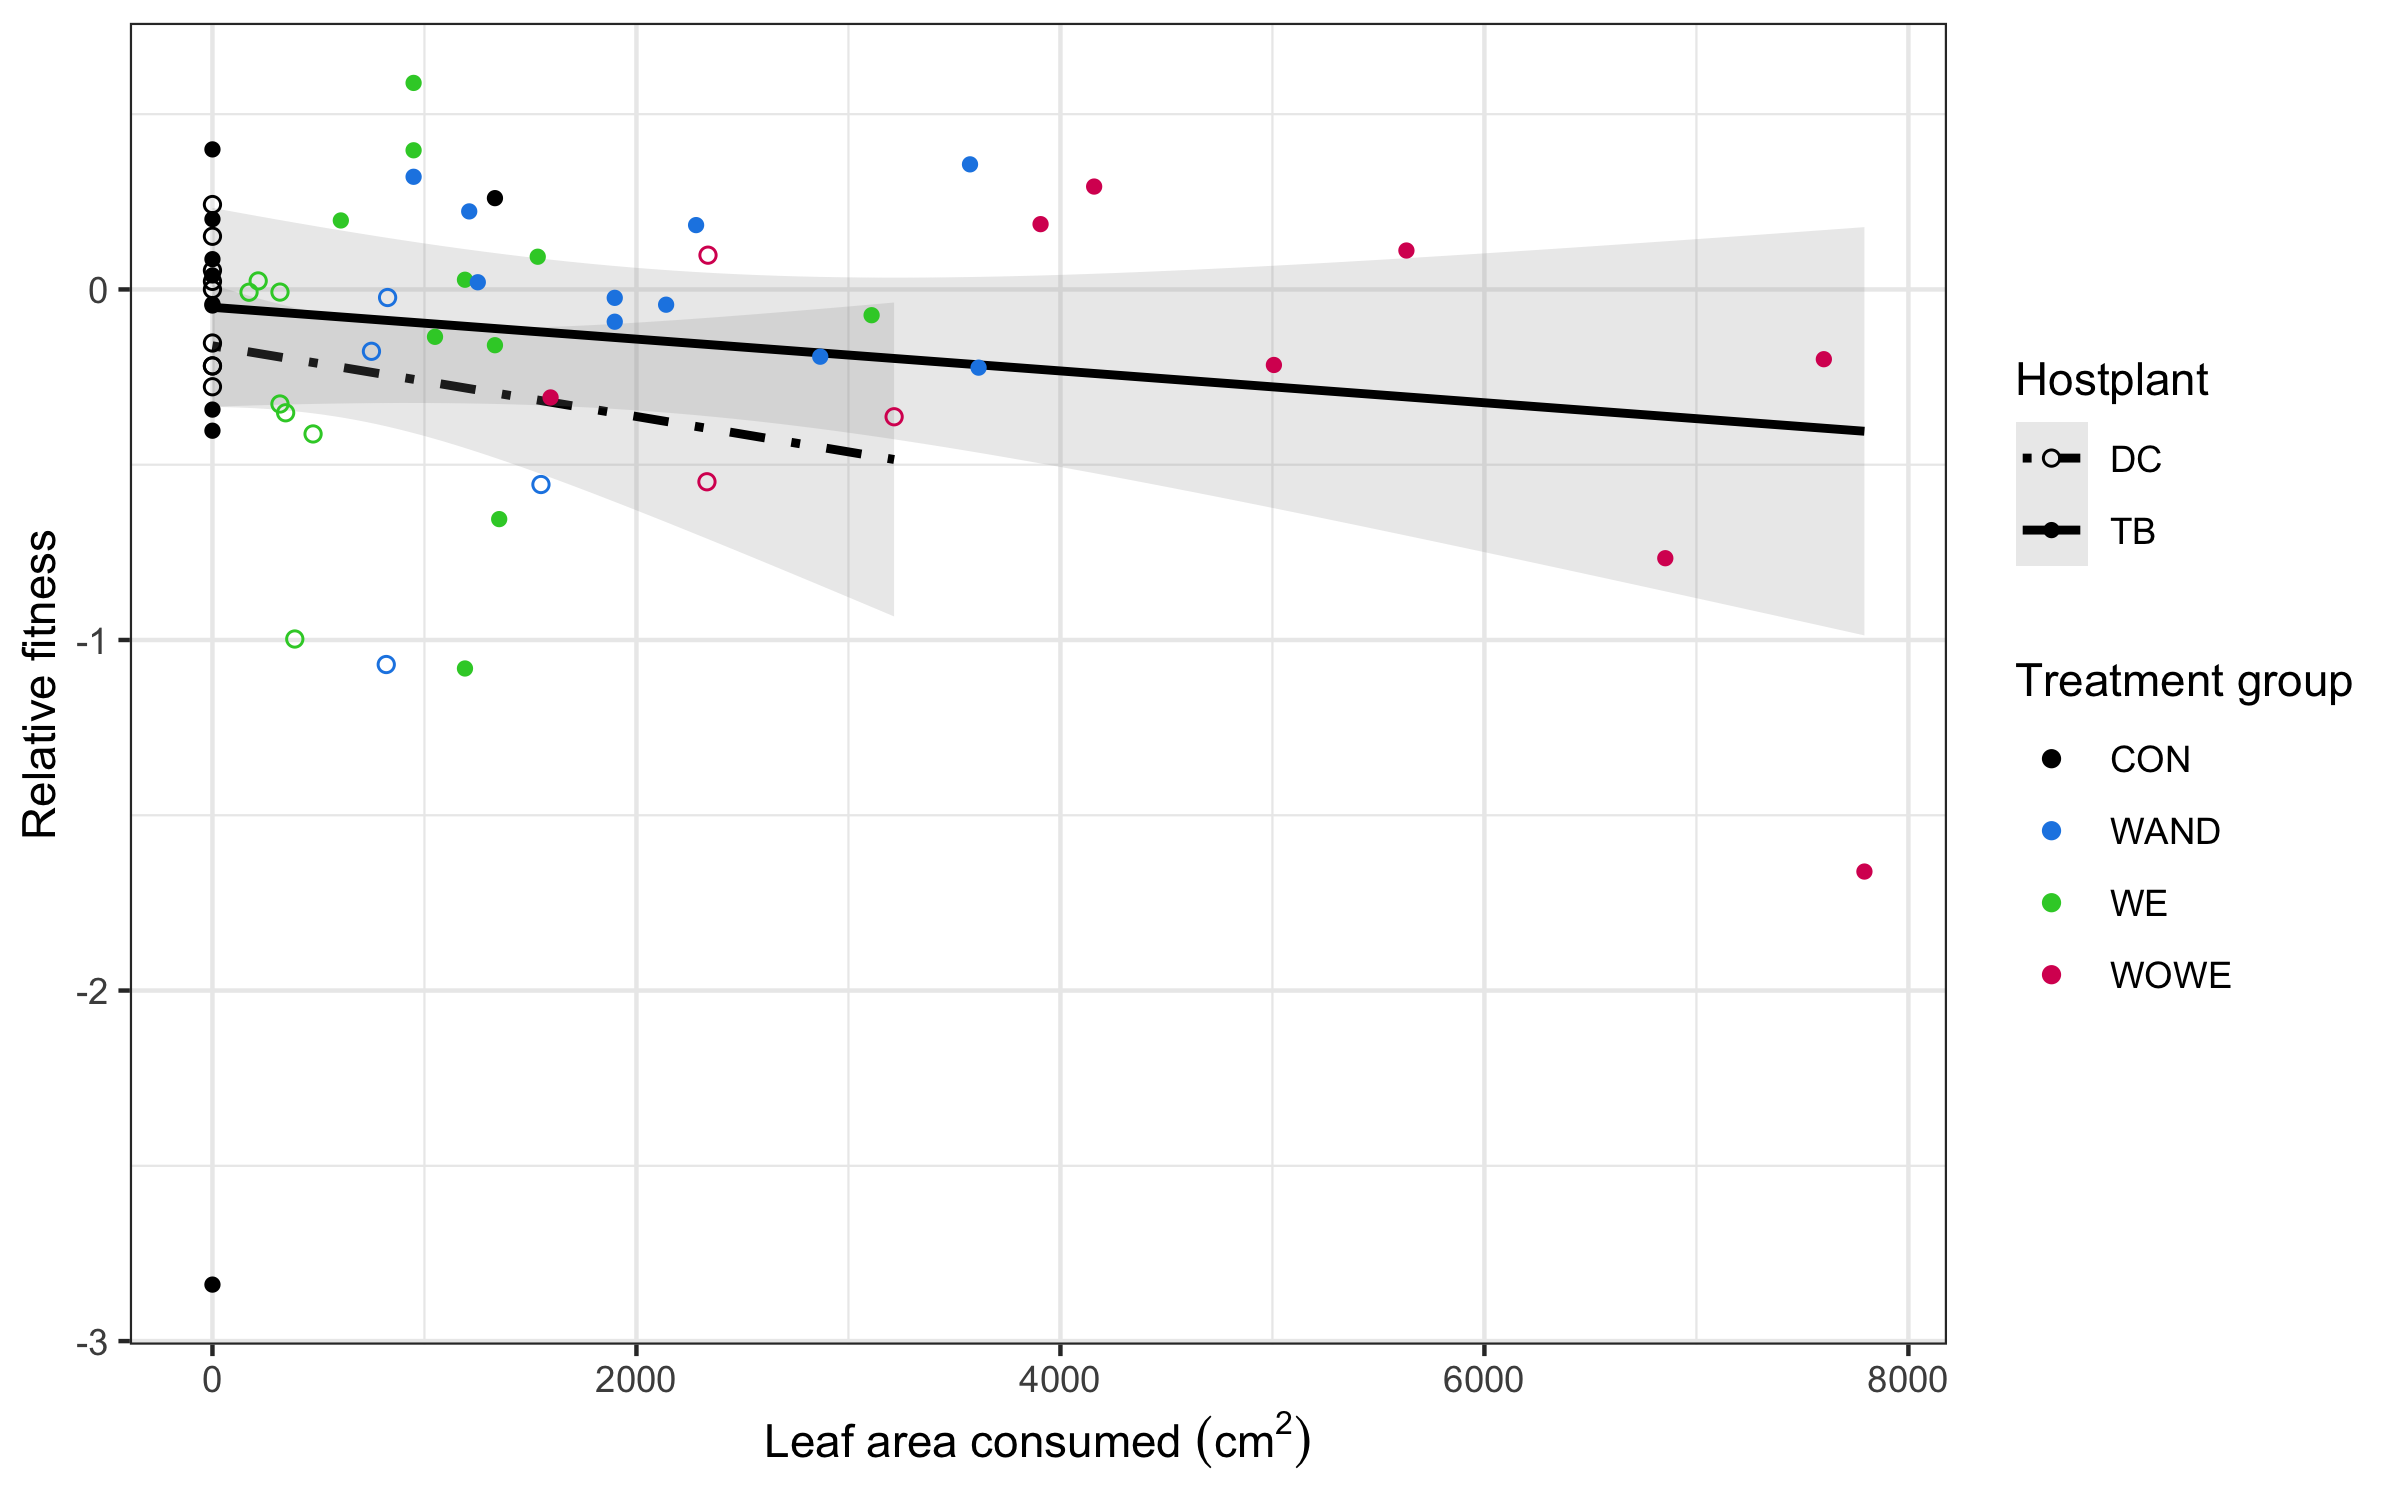 Relative fitness
0
-1
-2
-3
0 2000 4000 6000 8000
Leaf area consumed (cm²)
Hostplant
DC
TB
Treatment group
CON
WAND
WE
WOWE